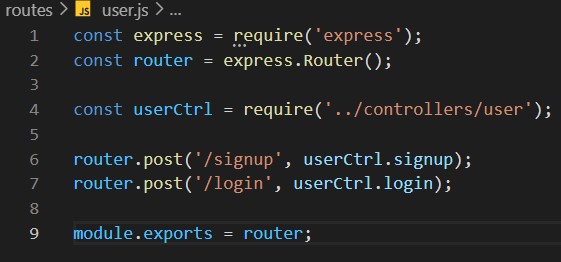 routes > JS user.js > ...
1 const express = require('express');
2 const router = express.Router();
3
4 const userCtrl = require('../controllers/user');
5
6 router.post('/signup', userCtrl.signup);
7 router.post('/login', userCtrl.login);
8
9 module.exports = router;